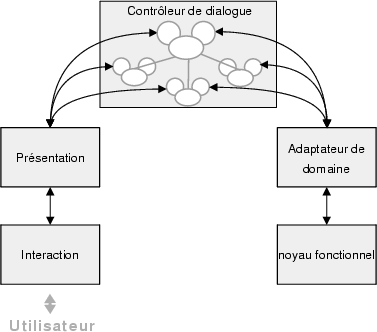 Contrôleur de dialogue
Présentation
Adaptateur de
domaine
Interaction
noyau fonctionnel
Utilisateur